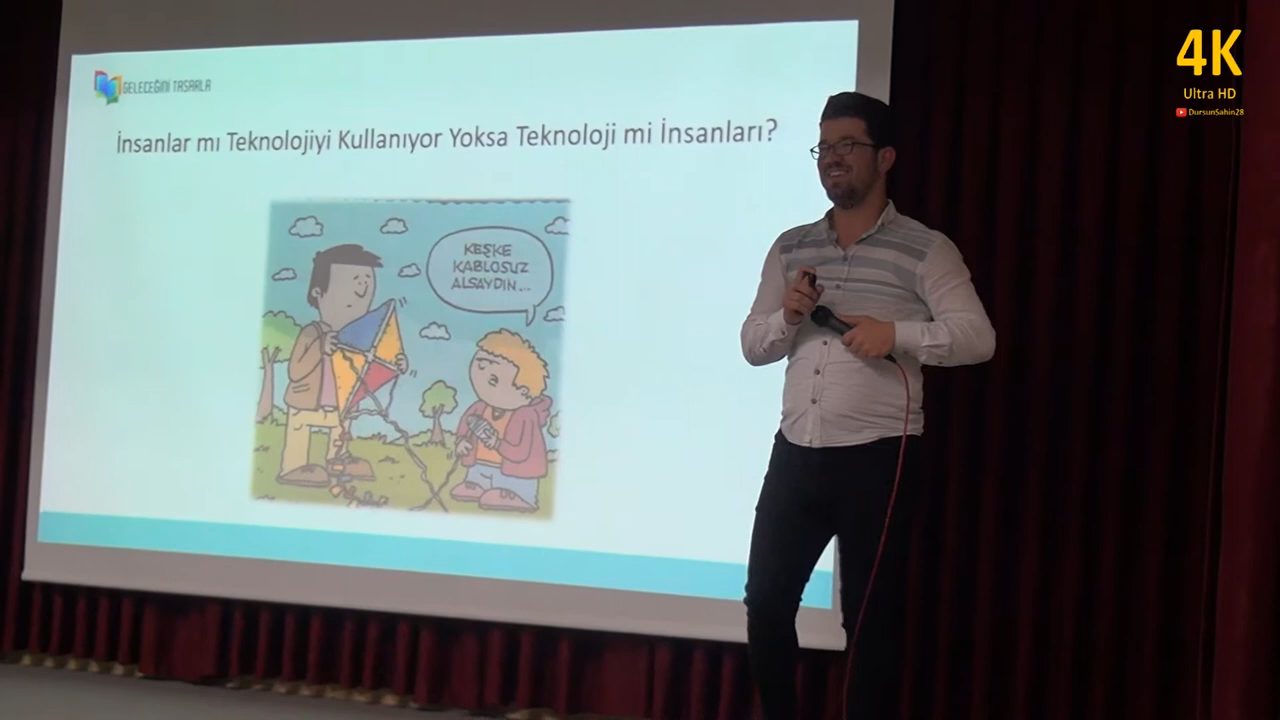 GELECEĞİNİ TASARLA
İnsanlar mı Teknolojiyi Kullanıyor Yoksa Teknoloji mi İnsanları?
KEŞKE
KABLOSUZ
ALSAYDIN...
4K
Ultra HD
DursunSahin28